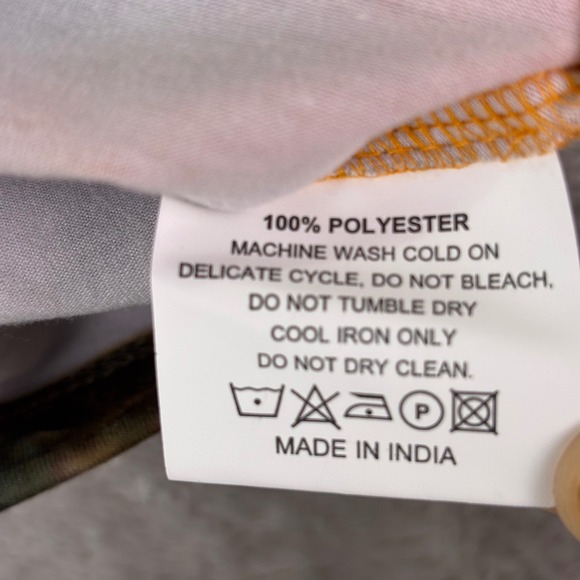 100% POLYESTER
MACHINE WASH COLD ON
DELICATE CYCLE, DO NOT BLEACH.
DO NOT TUMBLE DRY
COOL IRON ONLY
DO NOT DRY CLEAN.
P
MADE IN INDIA